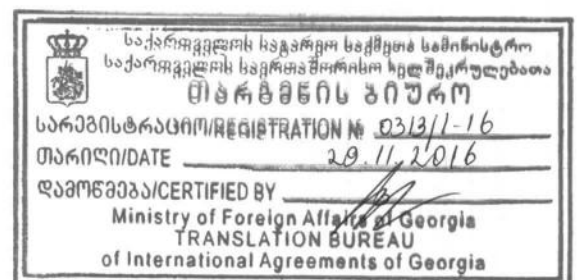 საქართველოს საგარეო საქმეთა სამინისტრო
საქართველოს საერთაშორისო ხელშეკრულებათა
თარგმნის ბიურო
სარეგისტრაციო/REGISTRATION № 0313/1-16
თარიღი/DATE 29.11.2016
დამოწმება/CERTIFIED BY
Ministry of Foreign Affairs of Georgia
TRANSLATION BUREAU
of International Agreements of Georgia